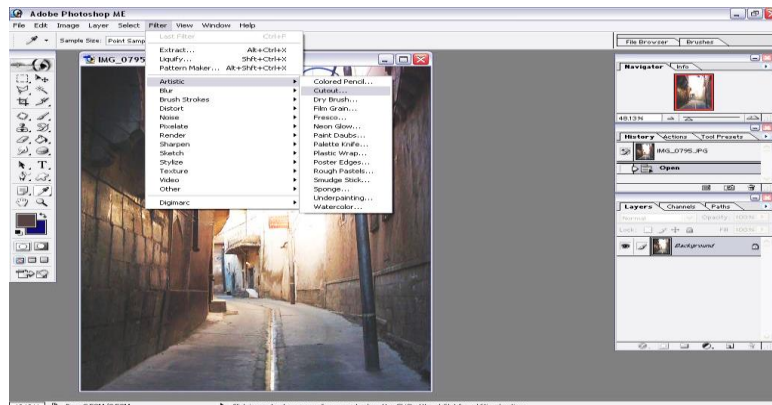 Adobe Photoshop ME
File Edit Image Layer Select Filter View Window Help
Sample Size: Point Samp
File Browser Brushes
IMG_0795
Last Filter Ctrl+F
Extract... Alt+Ctrl+X
Liquify... Shft+Ctrl+X
Pattern Maker... Alt+Shft+Ctrl+X
Artistic
Blur
Brush Strokes
Distort
Noise
Pixelate
Render
Sharpen
Sketch
Stylize
Texture
Video
Other
Digimarc
Colored Pencil...
Cutout...
Dry Brush...
Film Grain...
Fresco...
Neon Glow...
Paint Daubs...
Palette Knife...
Plastic Wrap...
Poster Edges...
Rough Pastels...
Smudge Stick...
Sponge...
Underpainting...
Watercolor...
Navigator Info
History Actions Tool Presets
IMG_0795.JPG
Open
Layers Channels Paths
Normal Opacity:
Lock: Fill
Background